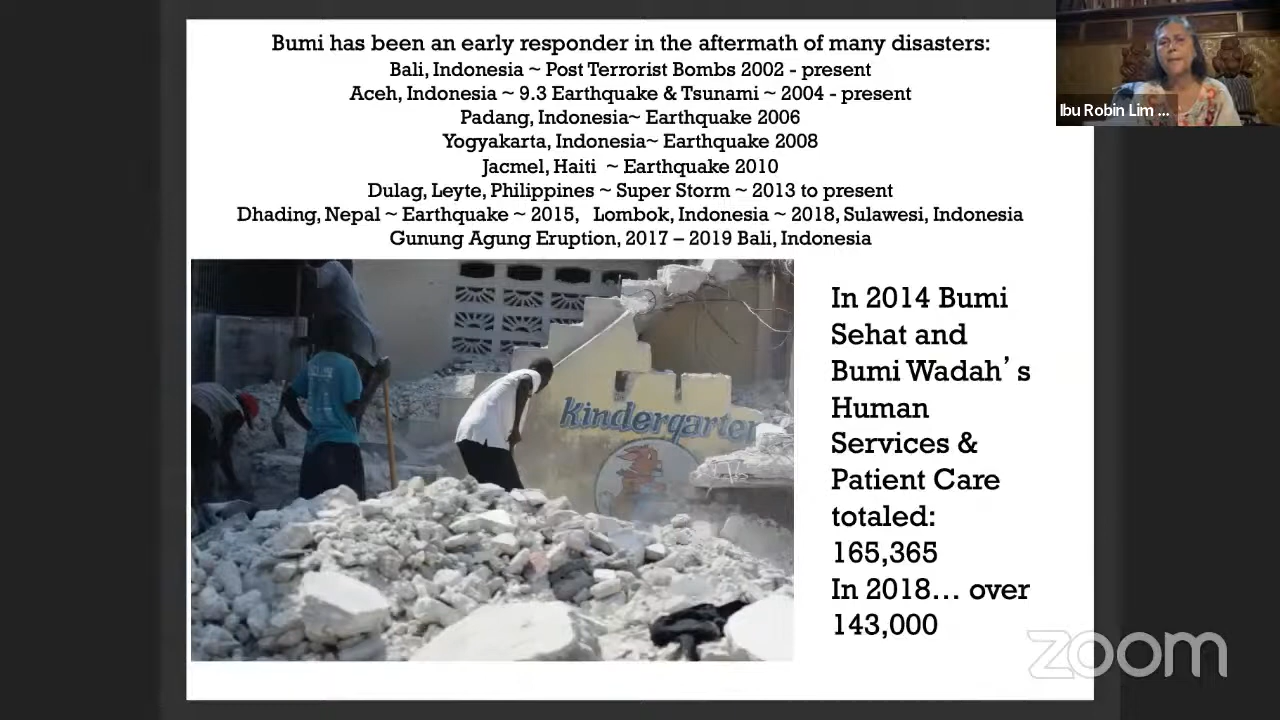 Bumi has been an early responder in the aftermath of many disasters:
Bali, Indonesia ~ Post Terrorist Bombs 2002 - present
Aceh, Indonesia ~ 9.3 Earthquake & Tsunami ~ 2004 - present
Padang, Indonesia~ Earthquake 2006
Yogyakarta, Indonesia~ Earthquake 2008
Jacmel, Haiti ~ Earthquake 2010
Dulag, Leyte, Philippines ~ Super Storm ~ 2013 to present
Dhading, Nepal ~ Earthquake ~ 2015, Lombok, Indonesia ~ 2018, Sulawesi, Indonesia
Gunung Agung Eruption, 2017 – 2019 Bali, Indonesia
Ibu Robin Lim ...
Kindergarten
In 2014 Bumi
Sehat and
Bumi Wadah's
Human
Services &
Patient Care
totaled:
165,365
In 2018... over
143,000
zoom